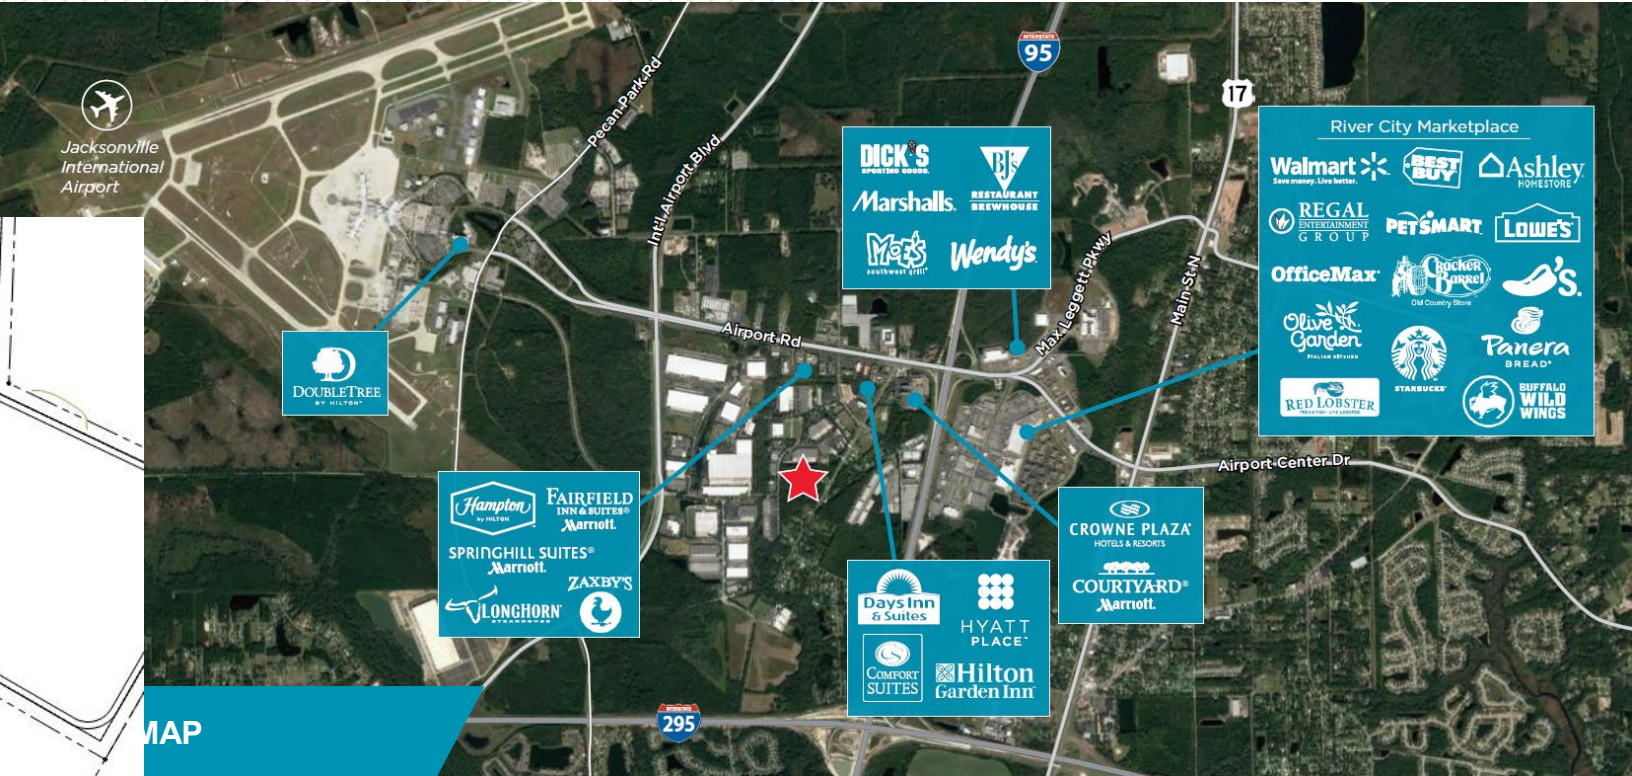 Jacksonville
International
Airport
Pecan Park Rd
Int'l Airport Blvd
INTERSTATE
95
17
DICK'S
SPORTING GOODS.
BJ's
RESTAURANT
BREWHOUSE
Marshalls.
MOE'S
southwest grill
Wendy's
River City Marketplace
Walmart
Save money. Live better.
BEST
BUY
Ashley
HOMESTORE
REGAL
ENTERTAINMENT
GROUP
PETSMART
LOWE'S
OfficeMax
Cracker
Barrel
Old Country Store
's.
Olive
Garden
ITALIAN KITCHEN
STARBUCKS
Panera
BREAD
RED LOBSTER
BUFFALO
WILD
WINGS
Max Leggett Pkwy
Main St N
Airport Rd
DOUBLETREE
BY HILTON
Airport Center Dr
Hampton
by HILTON
FAIRFIELD
INN & SUITES®
Marriott.
SPRINGHILL SUITES®
Marriott.
LONGHORN
STEAKHOUSE
ZAXBY'S
Days Inn
& Suites
HYATT
PLACE
CS
COMFORT
SUITES
Hilton
Garden Inn
CROWNE PLAZA
HOTELS & RESORTS
COURTYARD®
Marriott.
INTERSTATE
295
MAP